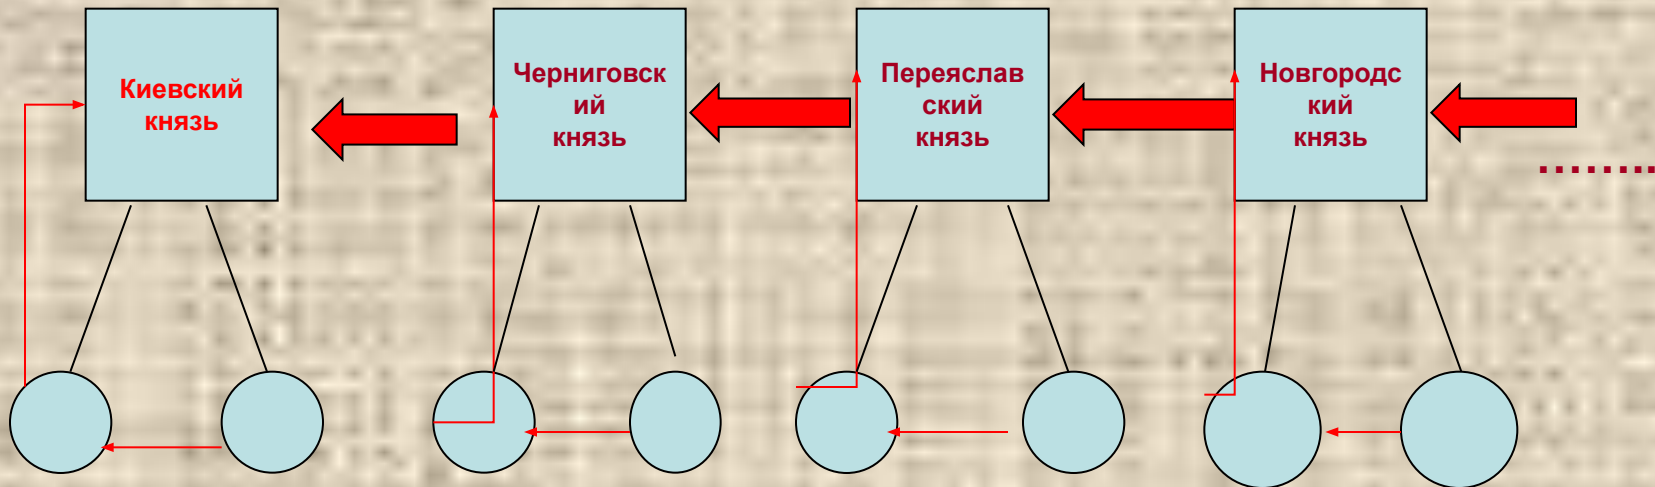 Киевский
князь
Черниговск
ий
князь
Переяслав
ский
князь
Новгородс
кий
князь
........